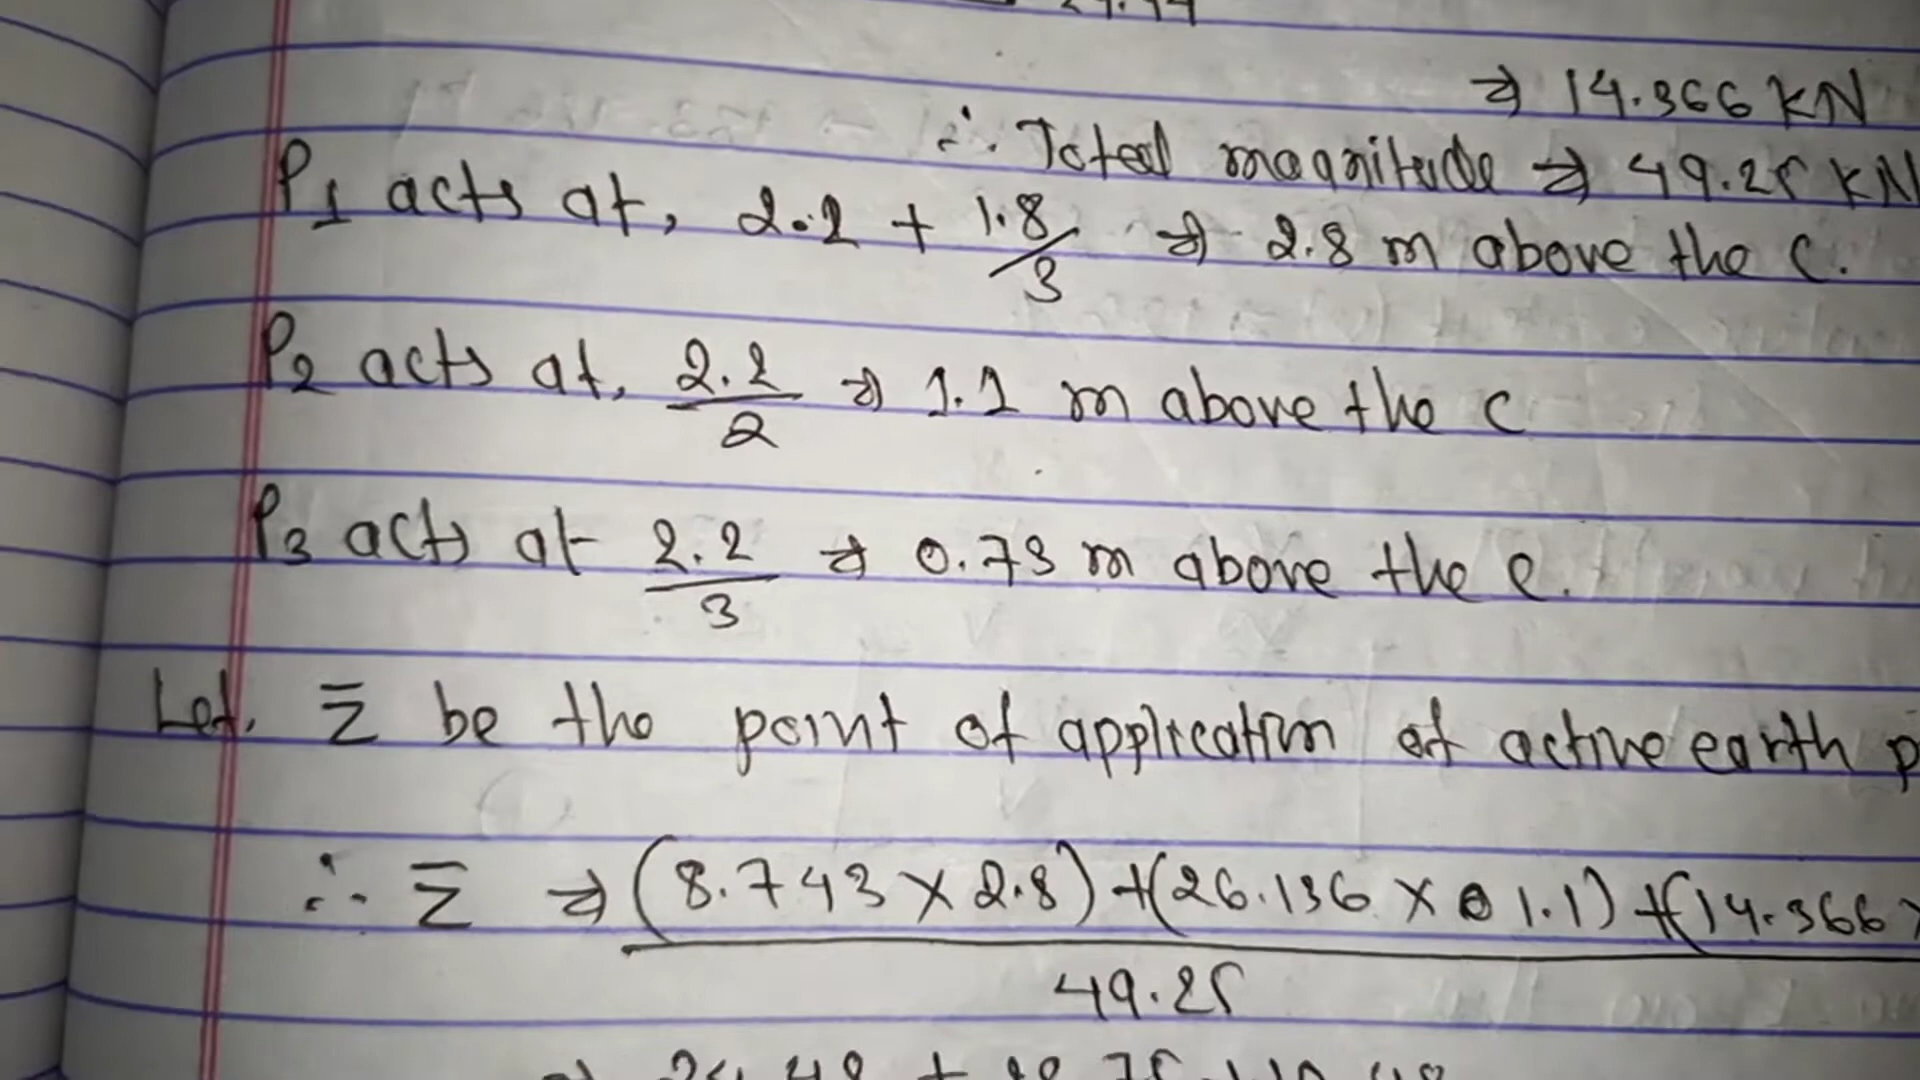 ⇒ 14.366 KN
∴ Total magnitude ⇒ 49.25 KN
P1 acts at, 2.2 + 1.8/3 ⇒ 2.8 m above the C.
P2 acts at, 2.2/2 ⇒ 1.1 m above the C
P3 acts at 2.2/3 ⇒ 0.73 m above the C.
Let, z̄ be the point of application of active earth p
∴ z̄ ⇒ (8.743 × 2.8) + (26.136 × 1.1) + (14.366 ×
49.25